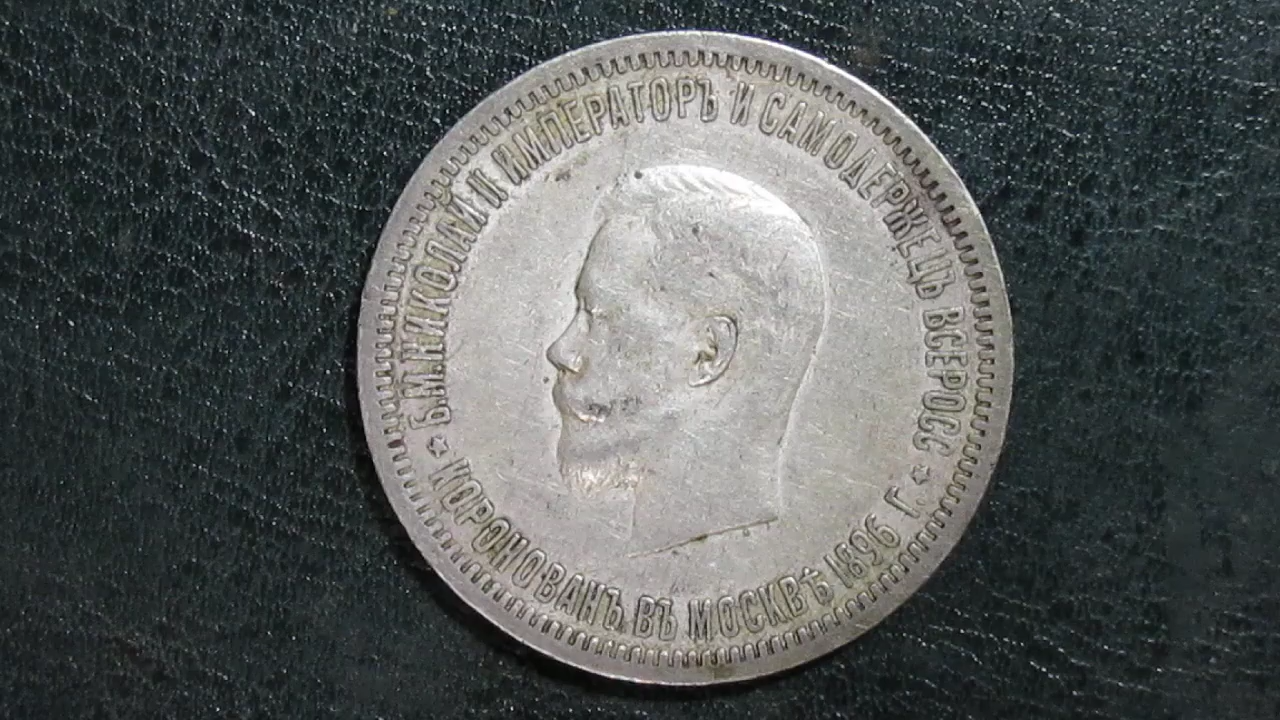 Б.М.НИКОЛАЙ II ИМПЕРАТОРЪ И САМОДЕРЖЕЦЪ ВСЕРОСС
КОРОНОВАНЪ ВЪ МОСКВѢ 1896 Г.